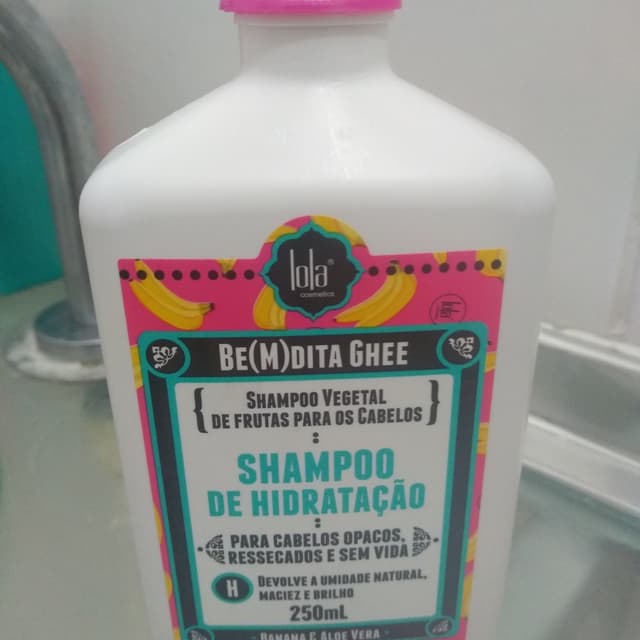 lola®
cosmetics
BE(M)DITA GHEE
SHAMPOO VEGETAL
DE FRUTAS PARA OS CABELOS
SHAMPOO
DE HIDRATAÇÃO
PARA CABELOS OPACOS,
RESSECADOS E SEM VIDA
H DEVOLVE A UMIDADE NATURAL,
MACIEZ E BRILHO
250mL
BANANA E ALOE VERA